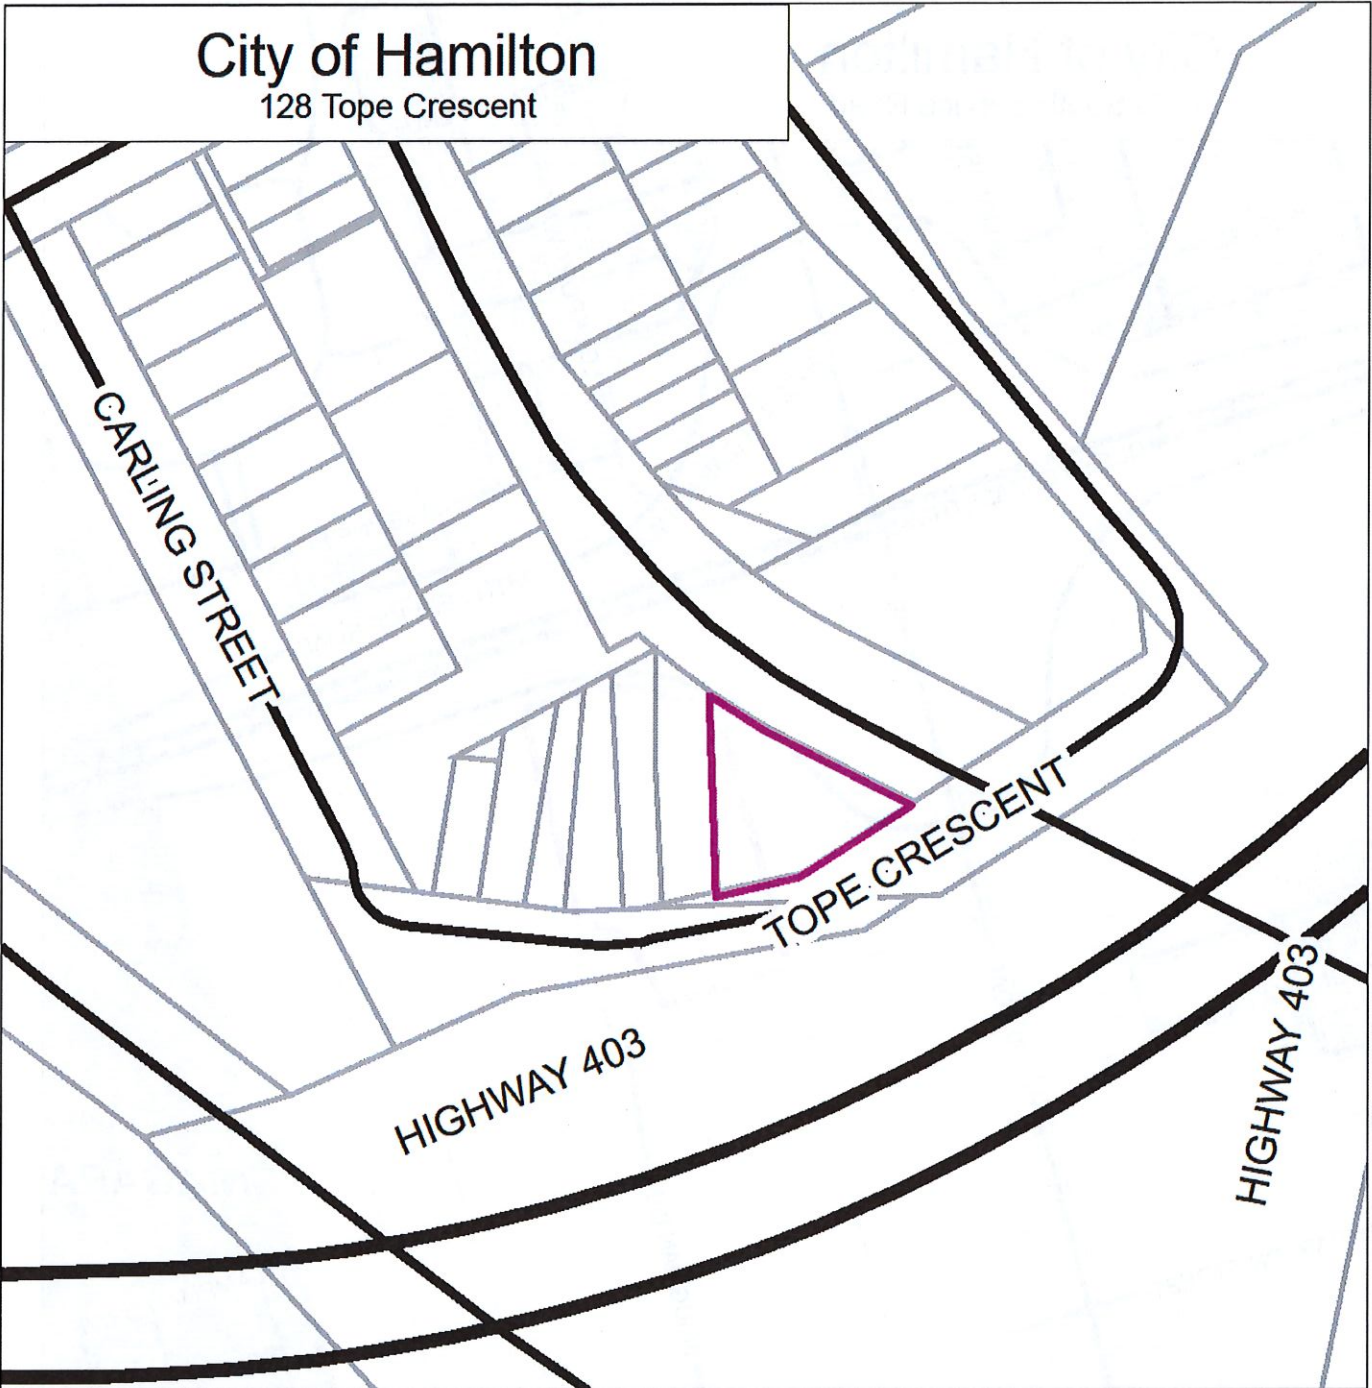 City of Hamilton
128 Tope Crescent
CARLING STREET
TOPE CRESCENT
HIGHWAY 403
HIGHWAY 403